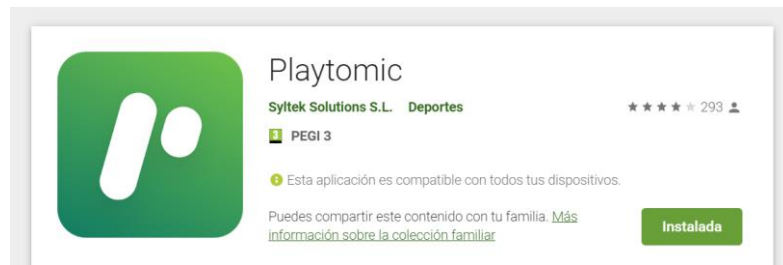 Playtomic
Syltek Solutions S.L. Deportes
293
3 PEGI 3
Esta aplicación es compatible con todos tus dispositivos.
Puedes compartir este contenido con tu familia. Más
información sobre la colección familiar
Instalada